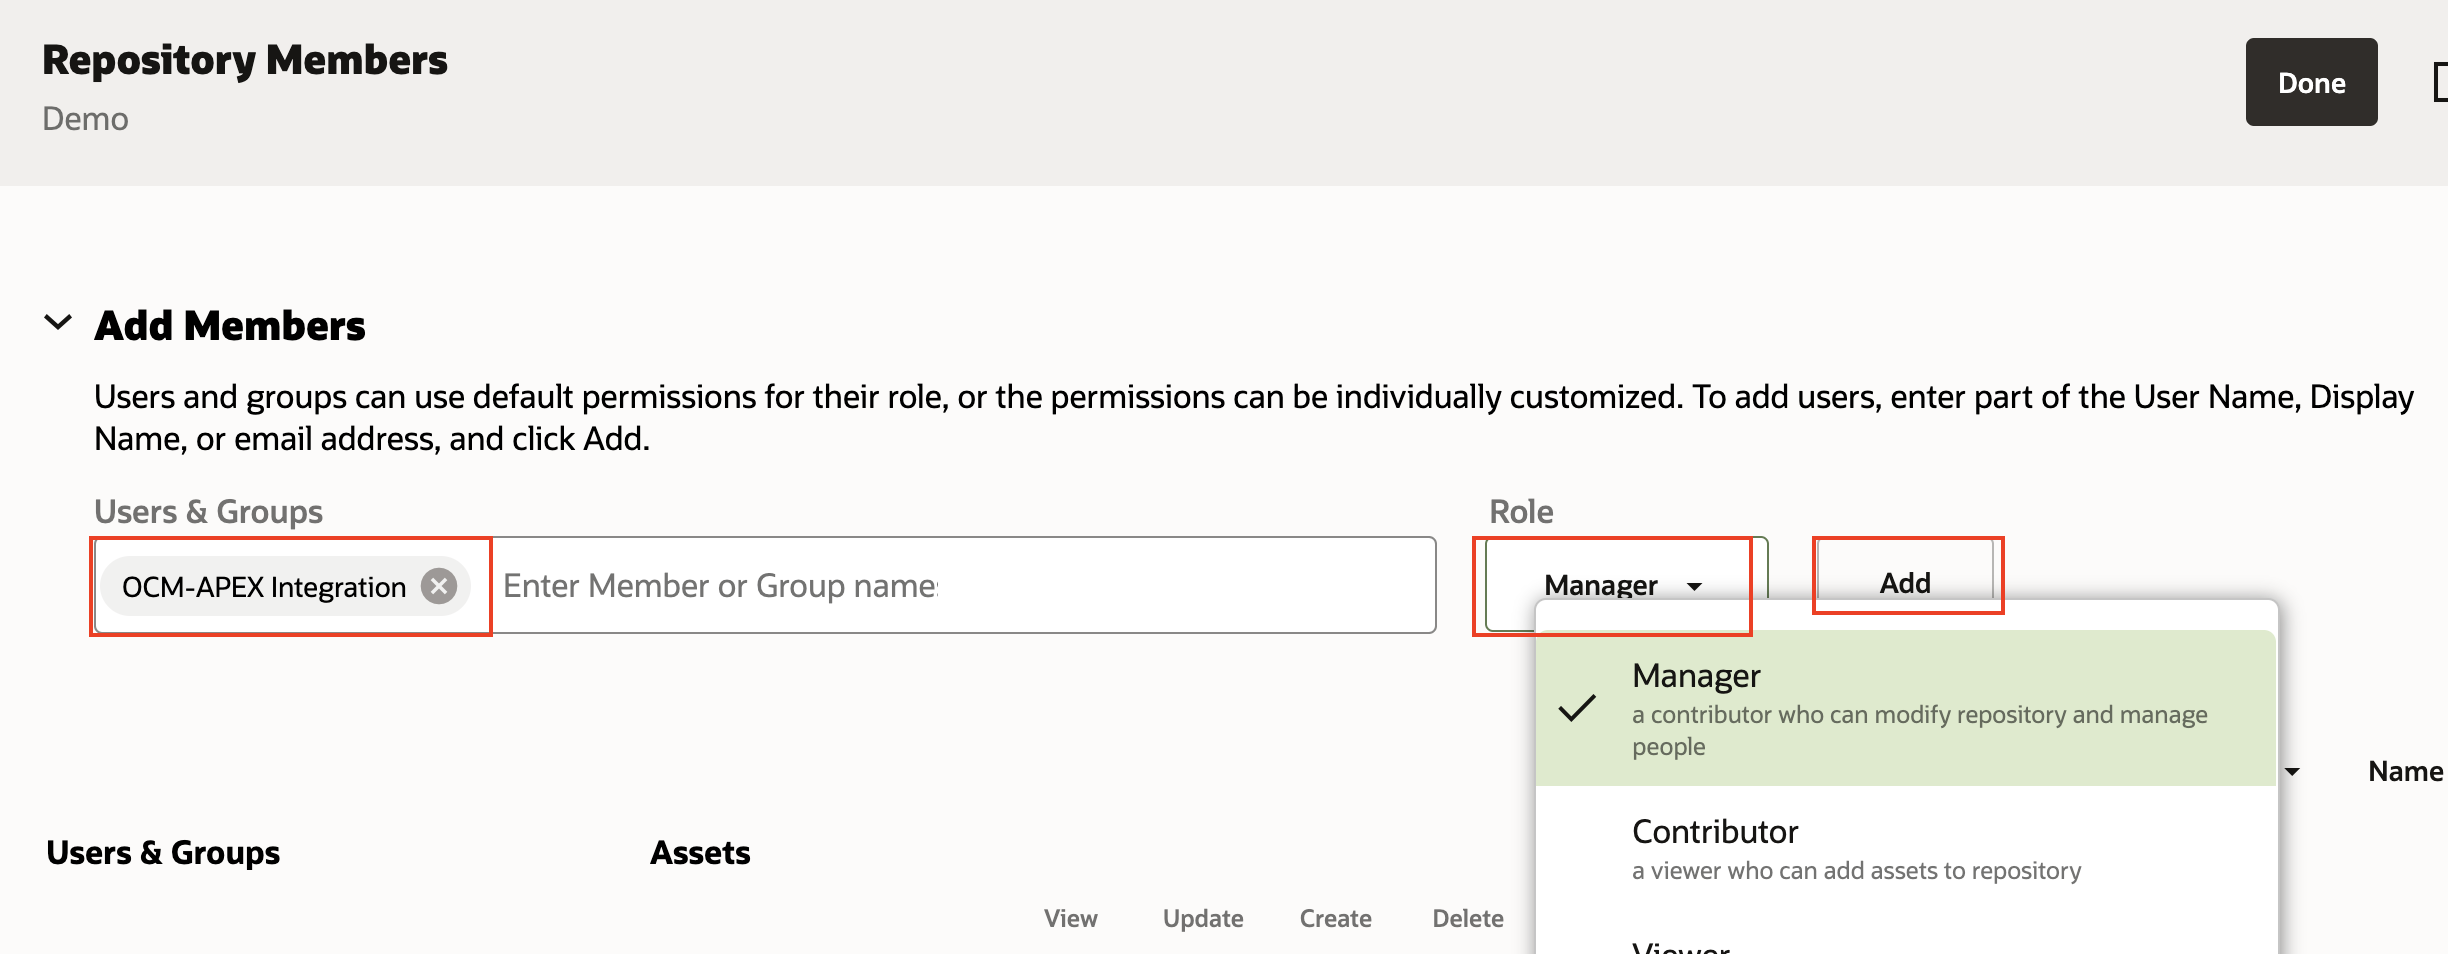 Repository Members
Demo
Done
Add Members
Users and groups can use default permissions for their role, or the permissions can be individually customized. To add users, enter part of the User Name, Display
Name, or email address, and click Add.
Users & Groups
Role
OCM-APEX Integration
Enter Member or Group name
Manager
Add
Manager
a contributor who can modify repository and manage
people
Name
Contributor
a viewer who can add assets to repository
Users & Groups
Assets
View
Update
Create
Delete
Viewer